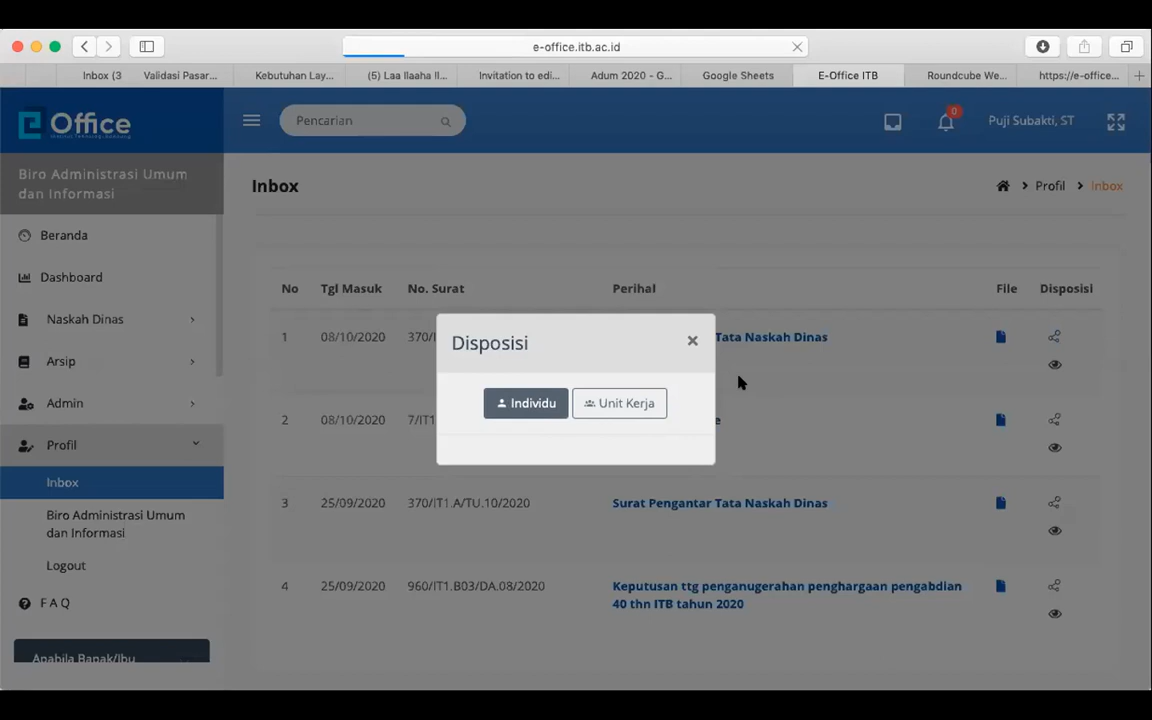 e-office.itb.ac.id
Inbox (3
Validasi Pasar...
Kebutuhan Lay...
(5) Laa Ilaaha Il...
Invitation to edi...
Adum 2020 - G...
Google Sheets
E-Office ITB
Roundcube We...
https://e-office...
Office
Pencarian
0
Puji Subakti, ST
Biro Administrasi Umum
dan Informasi
Inbox
Profil
Inbox
Beranda
Dashboard
Naskah Dinas
Arsip
Admin
Profil
Inbox
Biro Administrasi Umum
dan Informasi
Logout
F A Q
Apabila Bapak/Ibu
No Tgl Masuk No. Surat Perihal File Disposisi
1 08/10/2020 370/I Tata Naskah Dinas
2 08/10/2020 7/IT1 e
3 25/09/2020 370/IT1.A/TU.10/2020 Surat Pengantar Tata Naskah Dinas
4 25/09/2020 960/IT1.B03/DA.08/2020 Keputusan ttg penganugerahan penghargaan pengabdian
40 thn ITB tahun 2020
Disposisi ×
Individu
Unit Kerja